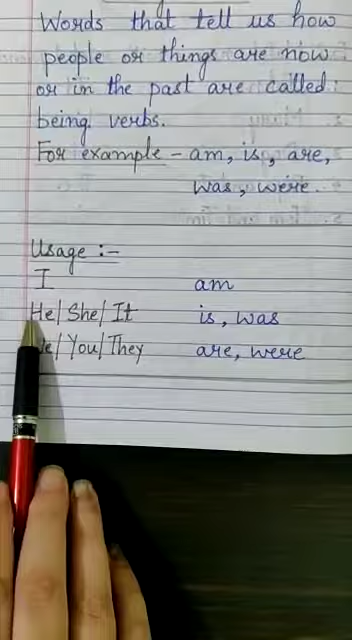 Words that tell us how
people or things are now
or in the past are called
being verbs.
For example - am, is, are,
was, were.
Usage :-
I am
He/ She/ It is, was
You/ They are, were